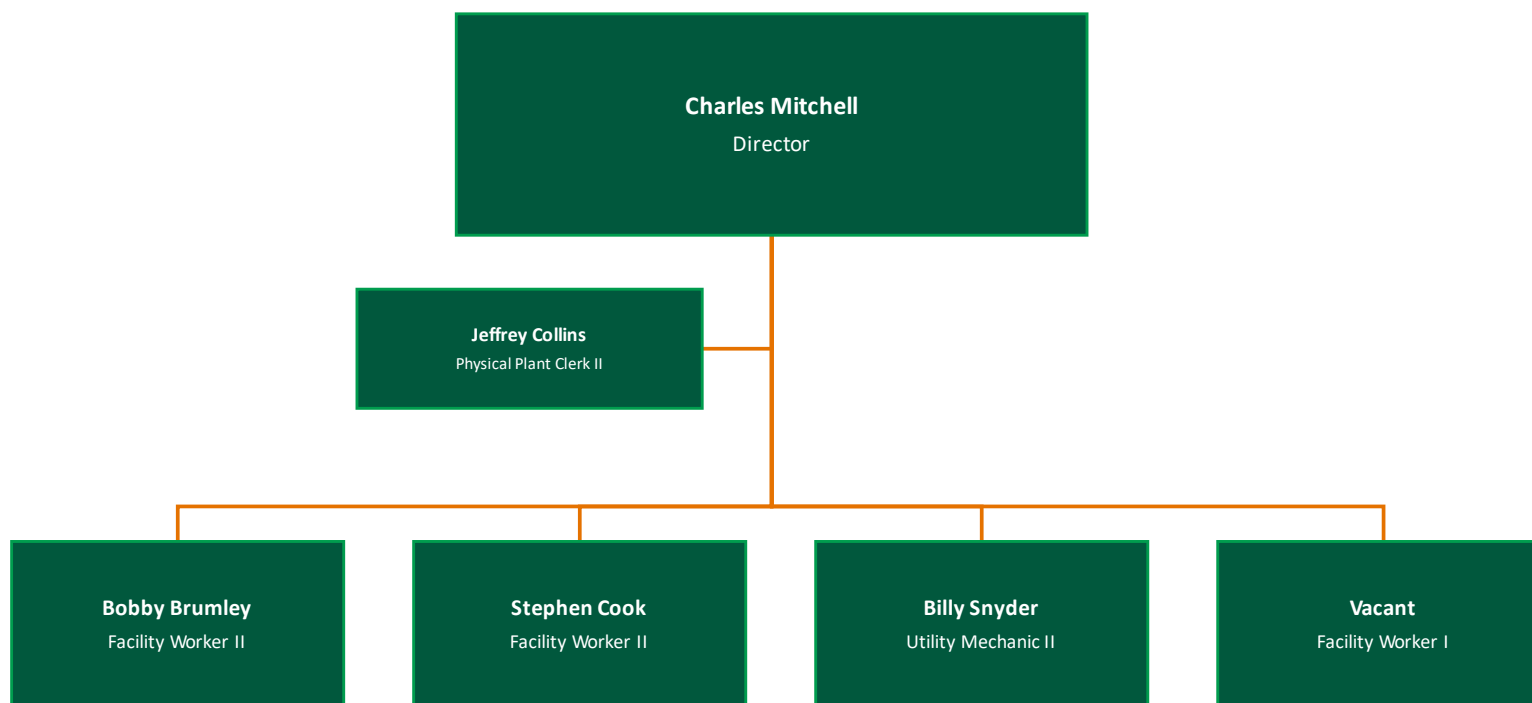 Charles Mitchell
Director
Jeffrey Collins
Physical Plant Clerk II
Bobby Brumley
Facility Worker II
Stephen Cook
Facility Worker II
Billy Snyder
Utility Mechanic II
Vacant
Facility Worker I